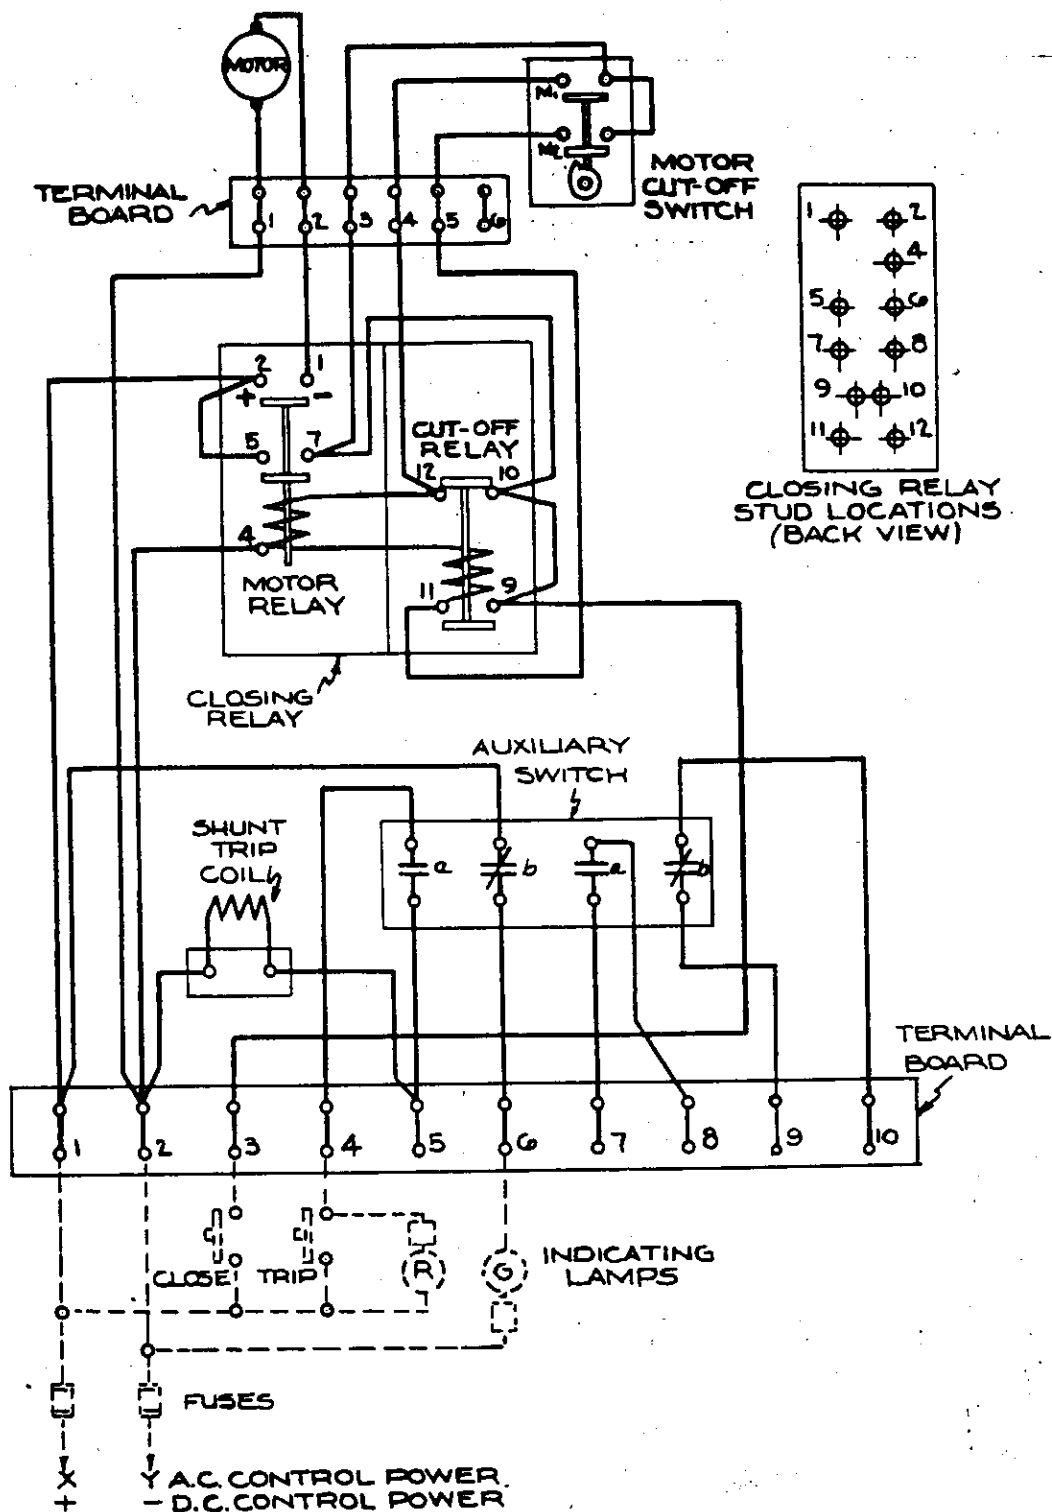 MOTOR
M1
M2
MOTOR
CUT-OFF
SWITCH
TERMINAL
BOARD
1 2 3 4 5 6
1 2
4
5 6
7 8
9 10
11 12
CLOSING RELAY
STUD LOCATIONS
(BACK VIEW)
2 1
+ -
5 7
CUT-OFF
RELAY
12 10
4
MOTOR
RELAY
11 9
CLOSING
RELAY
AUXILIARY
SWITCH
SHUNT
TRIP
COIL
a b a b
TERMINAL
BOARD
1 2 3 4 5 6 7 8 9 10
CLOSE TRIP R G
INDICATING
LAMPS
FUSES
X Y A.C. CONTROL POWER.
+ - D.C. CONTROL POWER